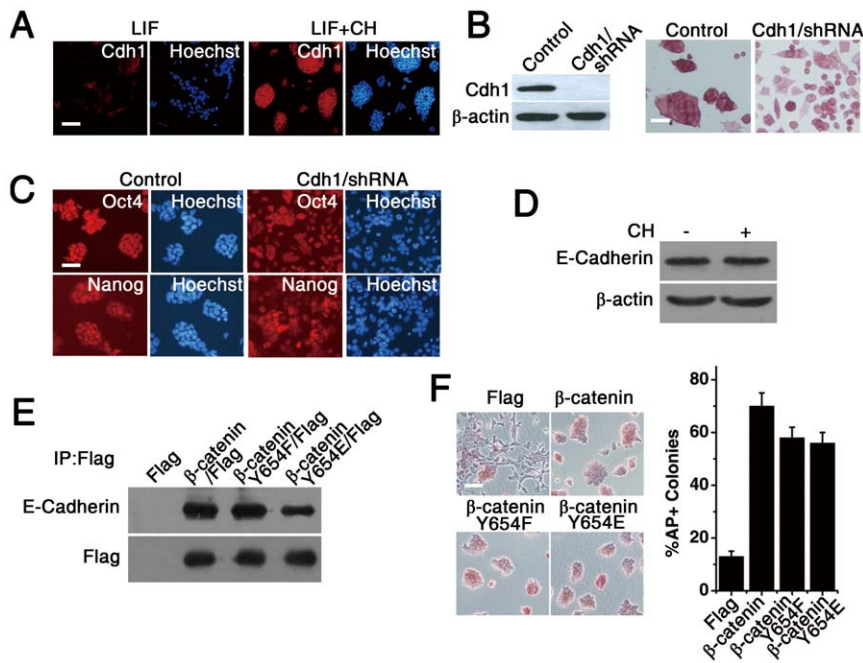 A
LIF
LIF+CH
Cdh1
Hoechst
Cdh1
Hoechst
B
Control
Cdh1/
shRNA
Cdh1
β-actin
Control
Cdh1/shRNA
C
Control
Cdh1/shRNA
Oct4
Hoechst
Oct4
Hoechst
Nanog
Hoechst
Nanog
Hoechst
D
CH
-
+
E-Cadherin
β-actin
E
IP:Flag
Flag
β-catenin
/Flag
β-catenin
Y654F/Flag
β-catenin
Y654E/Flag
E-Cadherin
Flag
F
Flag
β-catenin
β-catenin
Y654F
β-catenin
Y654E
%AP+ Colonies
80
60
40
20
0
Flag
β-catenin
β-catenin
Y654F
β-catenin
Y654E